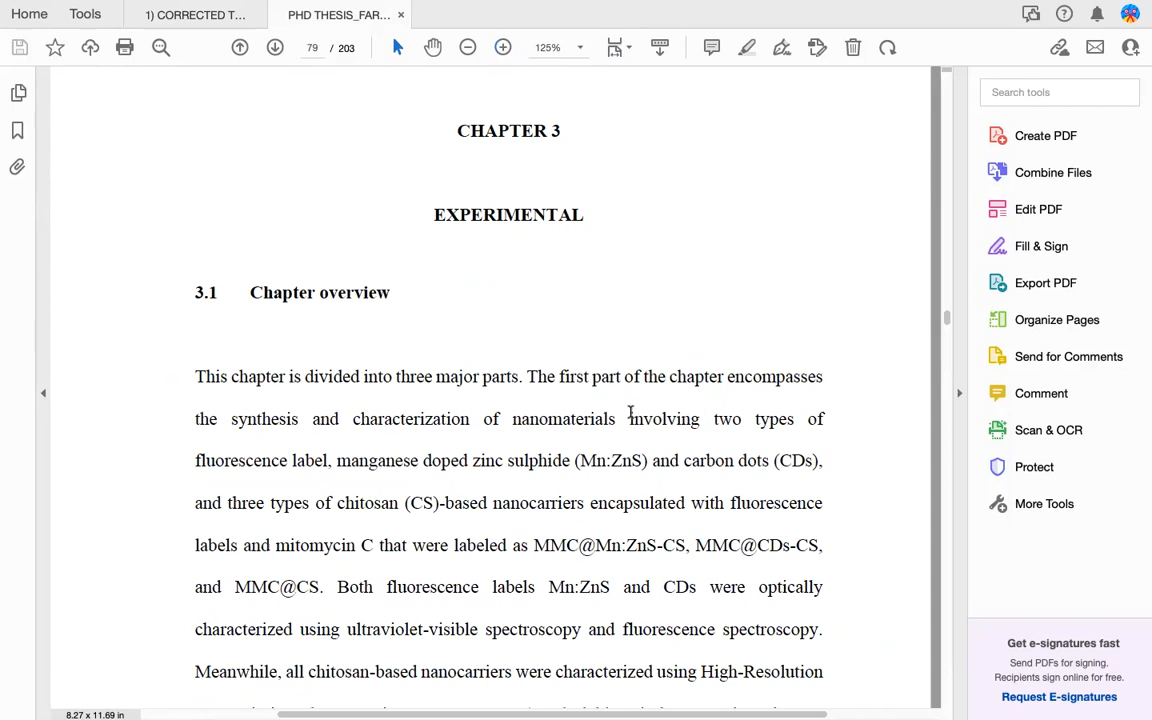 Home Tools 1) CORRECTED T... PHD THESIS_FAR... ×
79 / 203 125%
CHAPTER 3
EXPERIMENTAL
3.1 Chapter overview
This chapter is divided into three major parts. The first part of the chapter encompasses
the synthesis and characterization of nanomaterials involving two types of
fluorescence label, manganese doped zinc sulphide (Mn:ZnS) and carbon dots (CDs),
and three types of chitosan (CS)-based nanocarriers encapsulated with fluorescence
labels and mitomycin C that were labeled as MMC@Mn:ZnS-CS, MMC@CDs-CS,
and MMC@CS. Both fluorescence labels Mn:ZnS and CDs were optically
characterized using ultraviolet-visible spectroscopy and fluorescence spectroscopy.
Meanwhile, all chitosan-based nanocarriers were characterized using High-Resolution
8.27 x 11.69 in
Search tools
Create PDF
Combine Files
Edit PDF
Fill & Sign
Export PDF
Organize Pages
Send for Comments
Comment
Scan & OCR
Protect
More Tools
Get e-signatures fast
Send PDFs for signing.
Recipients sign online for free.
Request E-signatures